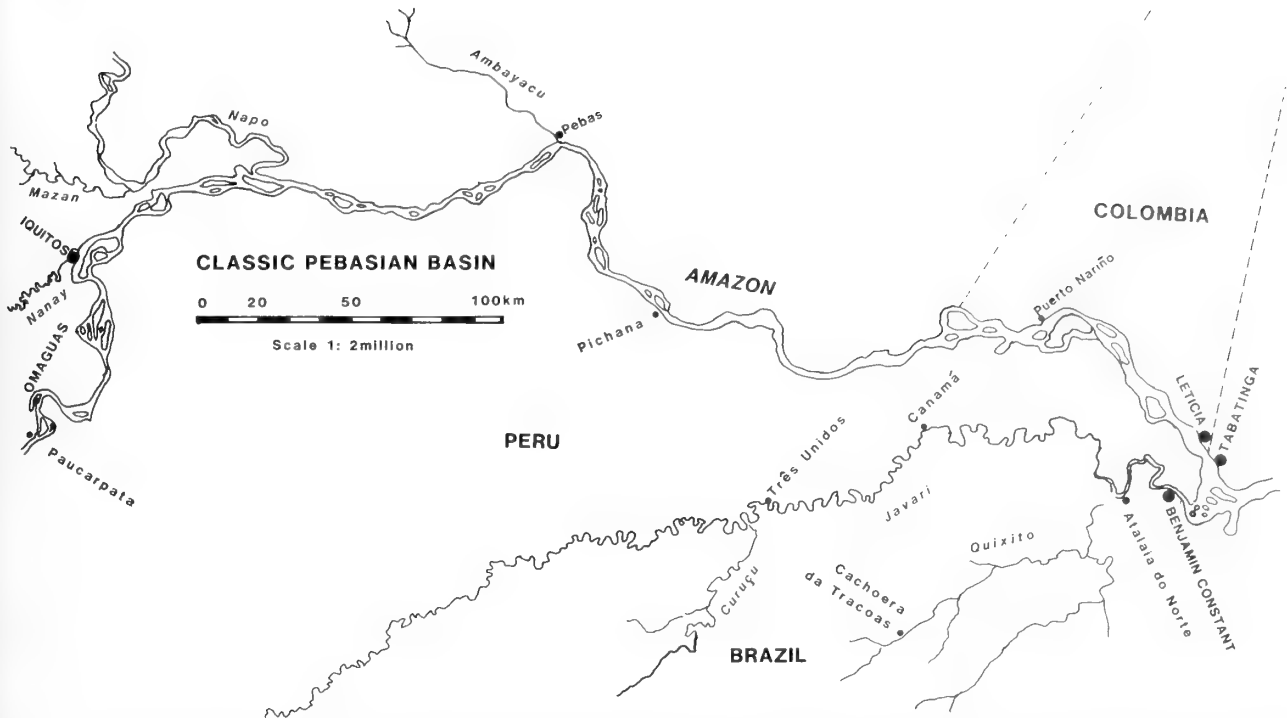 Ambayacu
Pebas
Napo
Mazan
IQUITOS
Nanay
OMAGUAS
Paucarpata
CLASSIC PEBASIAN BASIN
0 20 50 100km
Scale 1: 2million
AMAZON
Pichana
COLOMBIA
Puerto Nariño
LETICIA
TABATINGA
PERU
Canamá
Três Unidos
Javari
Quixito
Curuçu
Cachoera
da Tracoas
Atalaia do Norte
BENJAMIN CONSTANT
BRAZIL